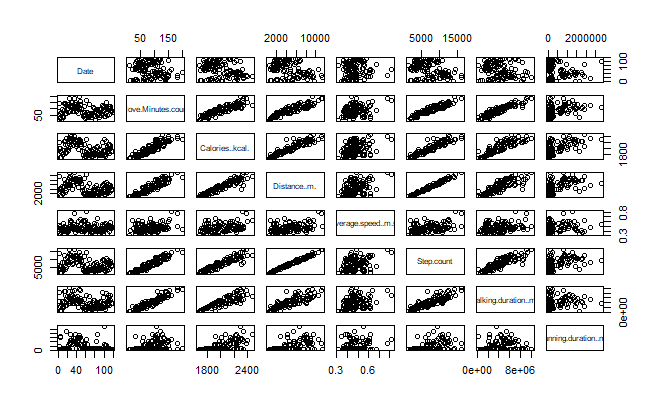 50 150
2000 10000
5000 15000
0 2000000
Date
0 100
50
ove.Minutes.cou
Calories..kcal.
1800
2000
Distance..m.
verage.speed..m.
0.3 0.8
5000
Step.count
alking.duration..m
0e+00
0
nning.duration..m
0 40 100
1800 2400
0.3 0.6
0e+00 8e+06